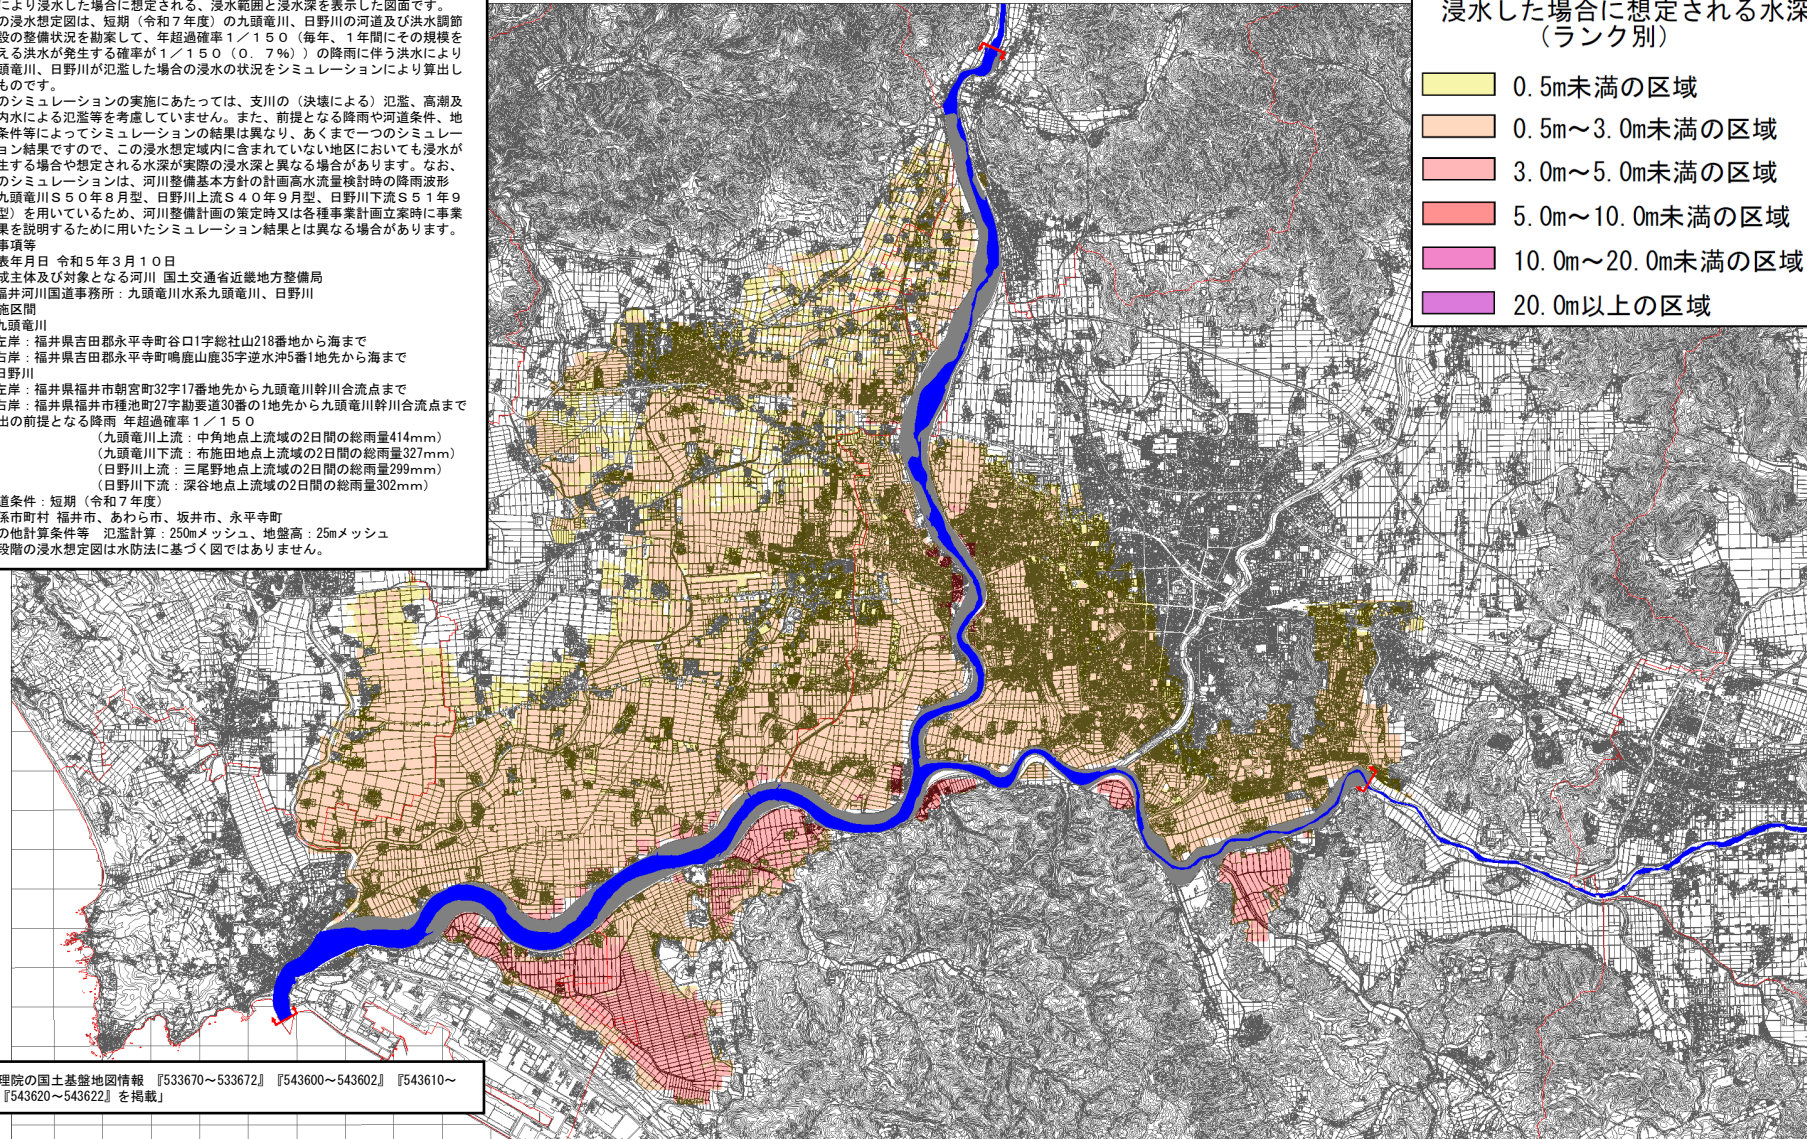 により浸水した場合に想定される、浸水範囲と浸水深を表示した図面です。
の浸水想定図は、短期（令和７年度）の九頭竜川、日野川の河道及び洪水調節
設の整備状況を勘案して、年超過確率１／１５０（毎年、１年間にその規模を
える洪水が発生する確率が１／１５０（０．７%））の降雨に伴う洪水により
頭竜川、日野川が氾濫した場合の浸水の状況をシミュレーションにより算出し
ものです。
のシミュレーションの実施にあたっては、支川の（決壊による）氾濫、高潮及
内水による氾濫等を考慮していません。また、前提となる降雨や河道条件、地
条件等によってシミュレーションの結果は異なり、あくまで一つのシミュレー
ョン結果ですので、この浸水想定域内に含まれていない地区においても浸水が
生する場合や想定される水深が実際の浸水深と異なる場合があります。なお、
のシミュレーションは、河川整備基本方針の計画高水流量検討時の降雨波形
九頭竜川Ｓ５０年８月型、日野川上流Ｓ４０年９月型、日野川下流Ｓ５１年９
型）を用いているため、河川整備計画の策定時又は各種事業計画立案時に事業
果を説明するために用いたシミュレーション結果とは異なる場合があります。
事項等
表年月日 令和５年３月１０日
成主体及び対象となる河川 国土交通省近畿地方整備局
福井河川国道事務所：九頭竜川水系九頭竜川、日野川
施区間
九頭竜川
左岸：福井県吉田郡永平寺町谷口1字総社山218番地から海まで
右岸：福井県吉田郡永平寺町鳴鹿山鹿35字逆水沖5番1地先から海まで
日野川
左岸：福井県福井市朝宮町32字17番地先から九頭竜川幹川合流点まで
右岸：福井県福井市種池町27字勘要道30番の1地先から九頭竜川幹川合流点まで
出の前提となる降雨 年超過確率１／１５０
（九頭竜川上流：中角地点上流域の2日間の総雨量414mm）
（九頭竜川下流：布施田地点上流域の2日間の総雨量327mm）
（日野川上流：三尾野地点上流域の2日間の総雨量299mm）
（日野川下流：深谷地点上流域の2日間の総雨量302mm）
道条件：短期（令和７年度）
係市町村 福井市、あわら市、坂井市、永平寺町
の他計算条件等 氾濫計算：250mメッシュ、地盤高：25mメッシュ
段階の浸水想定図は水防法に基づく図ではありません。
浸水した場合に想定される水深
（ランク別）
0.5m未満の区域
0.5m～3.0m未満の区域
3.0m～5.0m未満の区域
5.0m～10.0m未満の区域
10.0m～20.0m未満の区域
20.0m以上の区域
理院の国土基盤地図情報 『533670～533672』『543600～543602』『543610～
『543620～543622』を掲載」